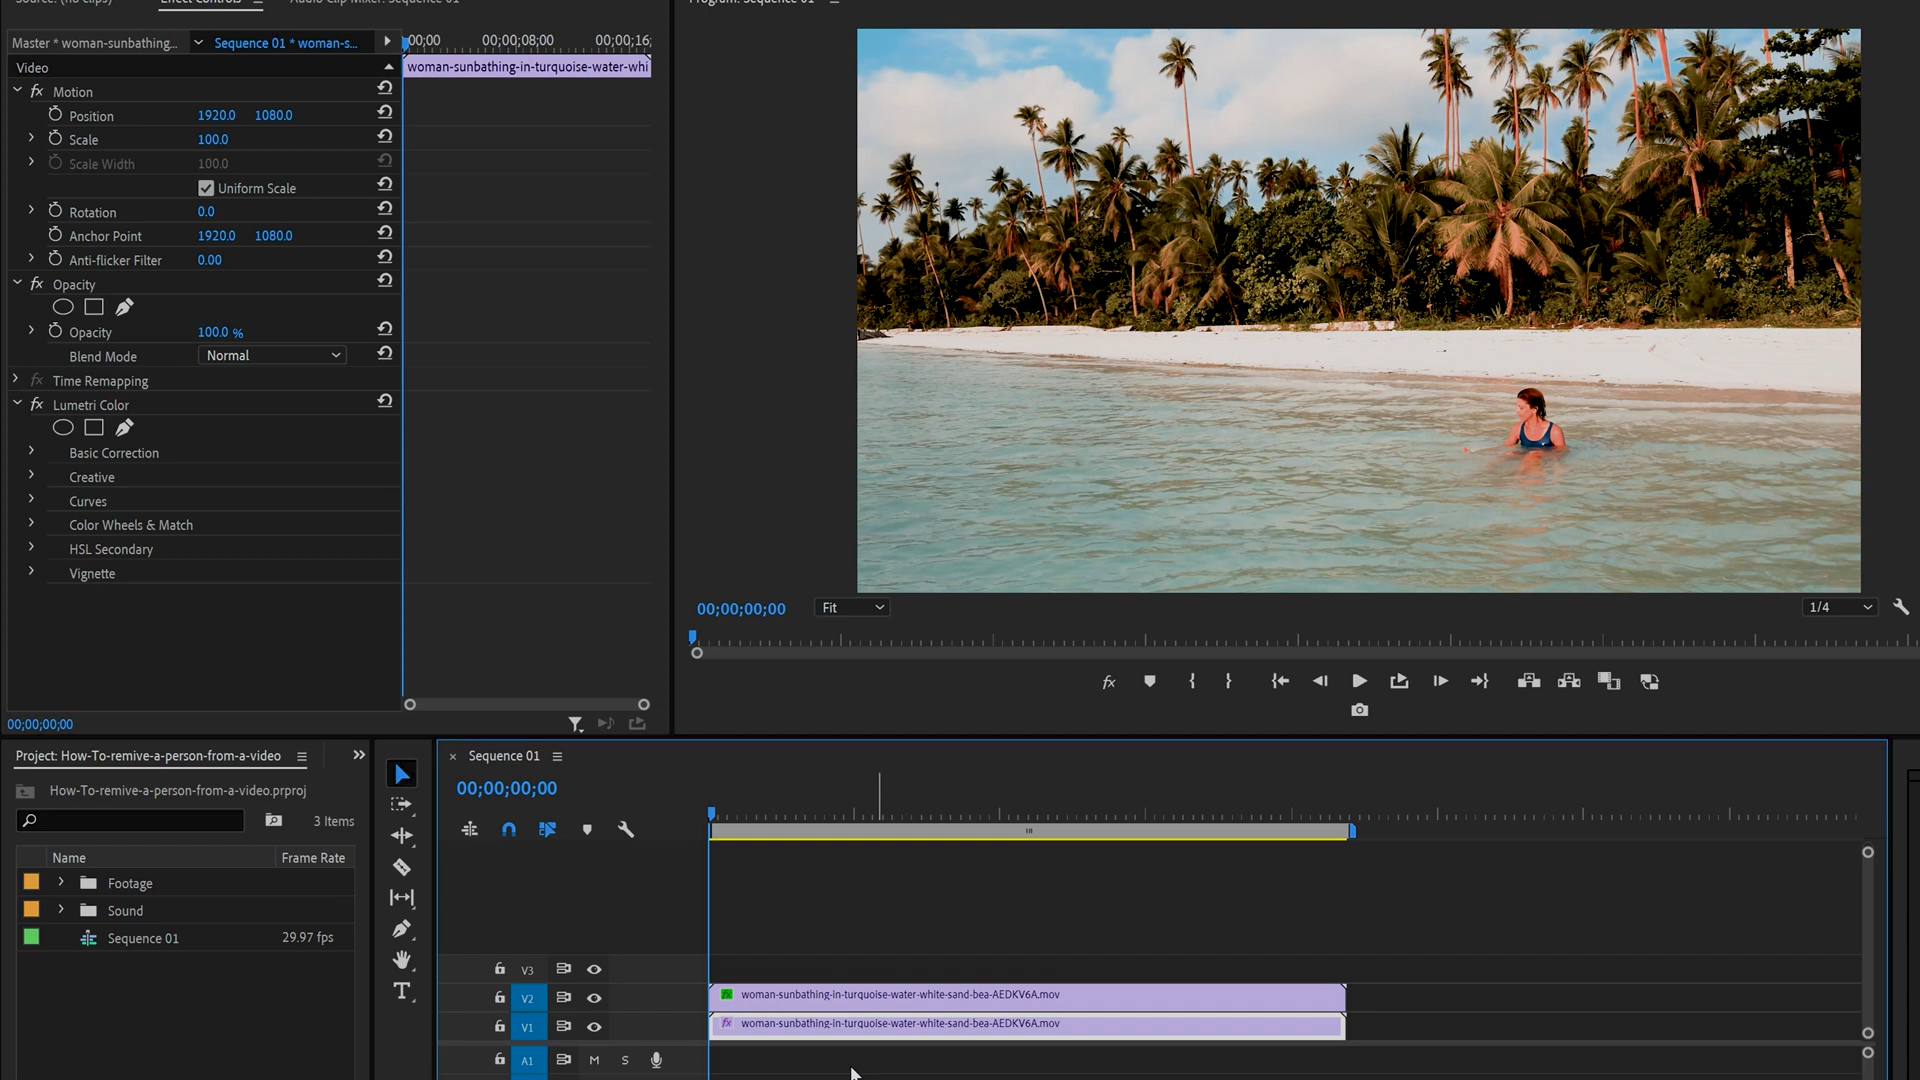 Source: (no clips)
Effect Controls
Audio Clip Mixer: Sequence 01
Program: Sequence 01
Master * woman-sunbathing...
Sequence 01 * woman-s...
00;00
00;00;08;00
00;00;16;
Video
woman-sunbathing-in-turquoise-water-whi
fx Motion
Position 1920.0 1080.0
Scale 100.0
Scale Width 100.0
Uniform Scale
Rotation 0.0
Anchor Point 1920.0 1080.0
Anti-flicker Filter 0.00
fx Opacity
Opacity 100.0 %
Blend Mode Normal
fx Time Remapping
fx Lumetri Color
Basic Correction
Creative
Curves
Color Wheels & Match
HSL Secondary
Vignette
00;00;00;00
00;00;00;00
Fit
1/4
fx
Project: How-To-remive-a-person-from-a-video
How-To-remive-a-person-from-a-video.prproj
3 Items
Name Frame Rate
Footage
Sound
Sequence 01 29.97 fps
T
Sequence 01
00;00;00;00
V3
V2 fx woman-sunbathing-in-turquoise-water-white-sand-bea-AEDKV6A.mov
V1 fx woman-sunbathing-in-turquoise-water-white-sand-bea-AEDKV6A.mov
A1 M S